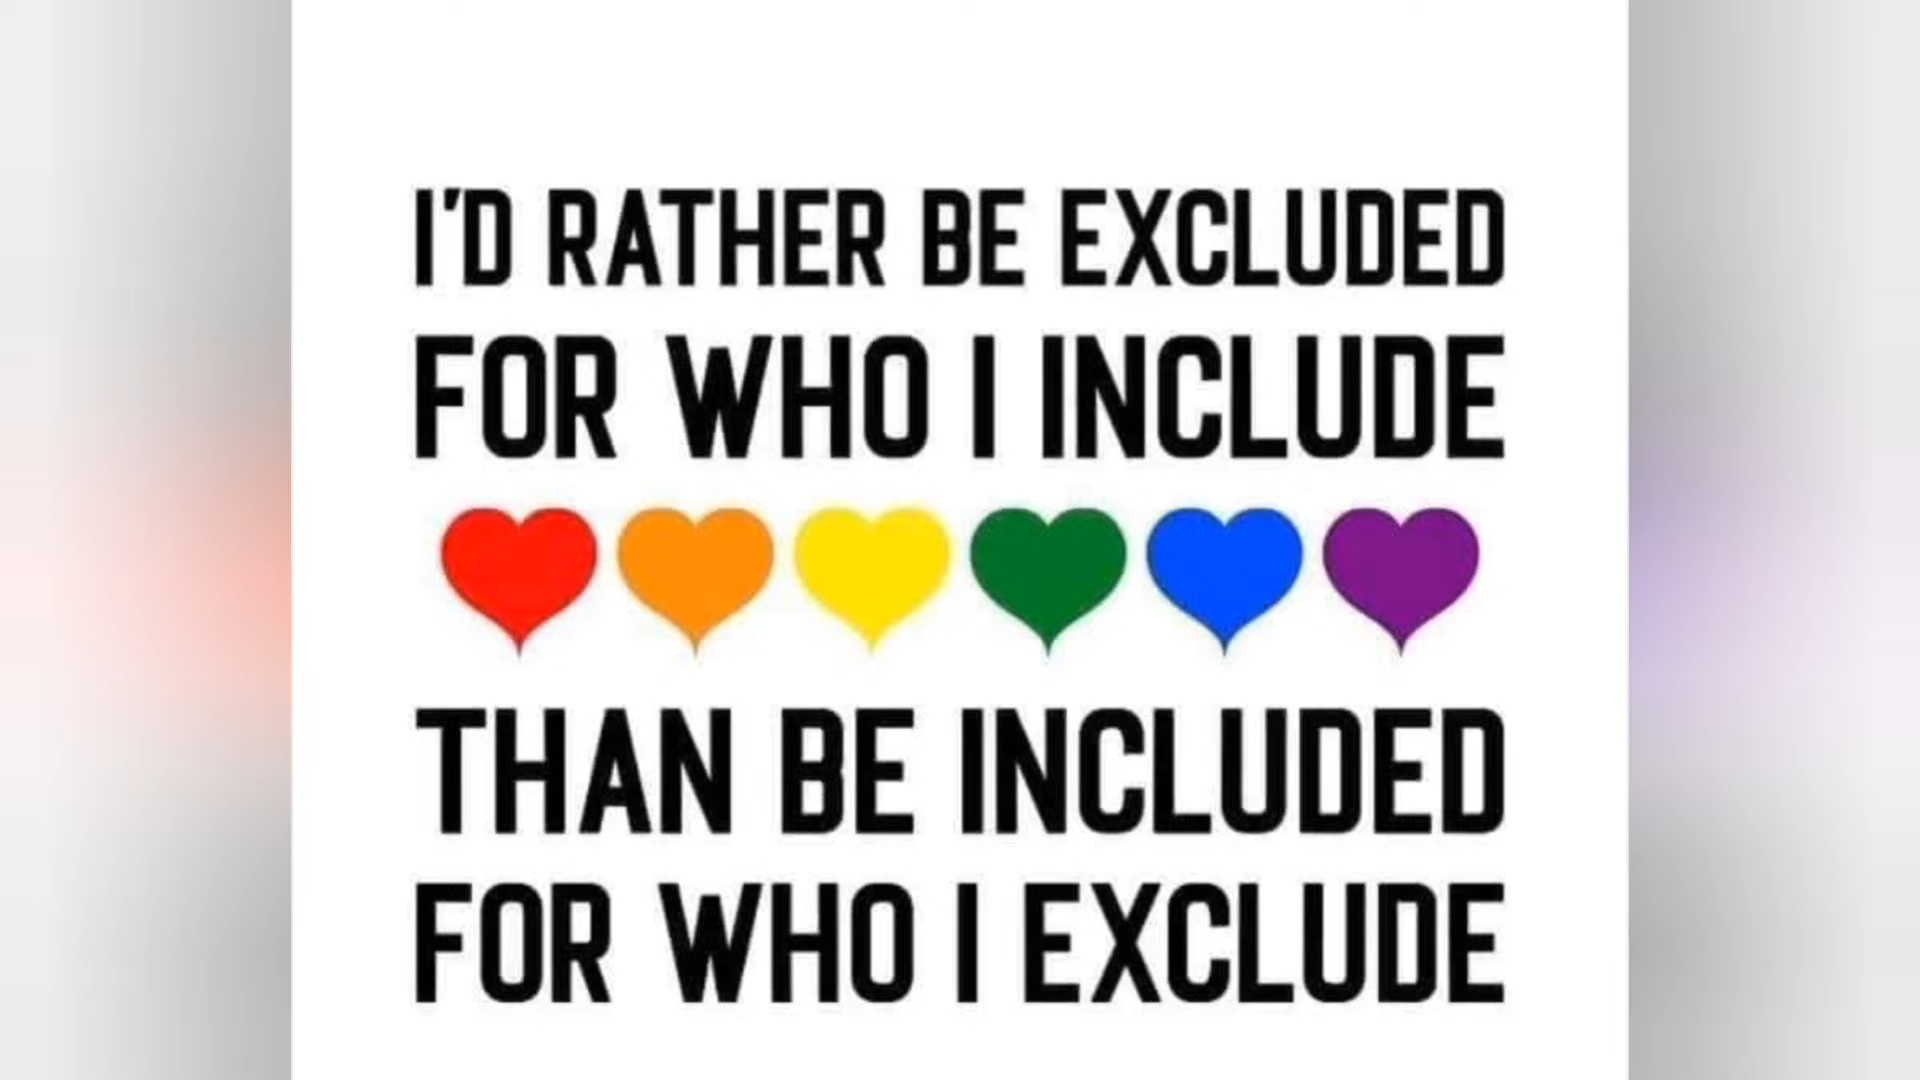 I'D RATHER BE EXCLUDED
FOR WHO I INCLUDE
THAN BE INCLUDED
FOR WHO I EXCLUDE